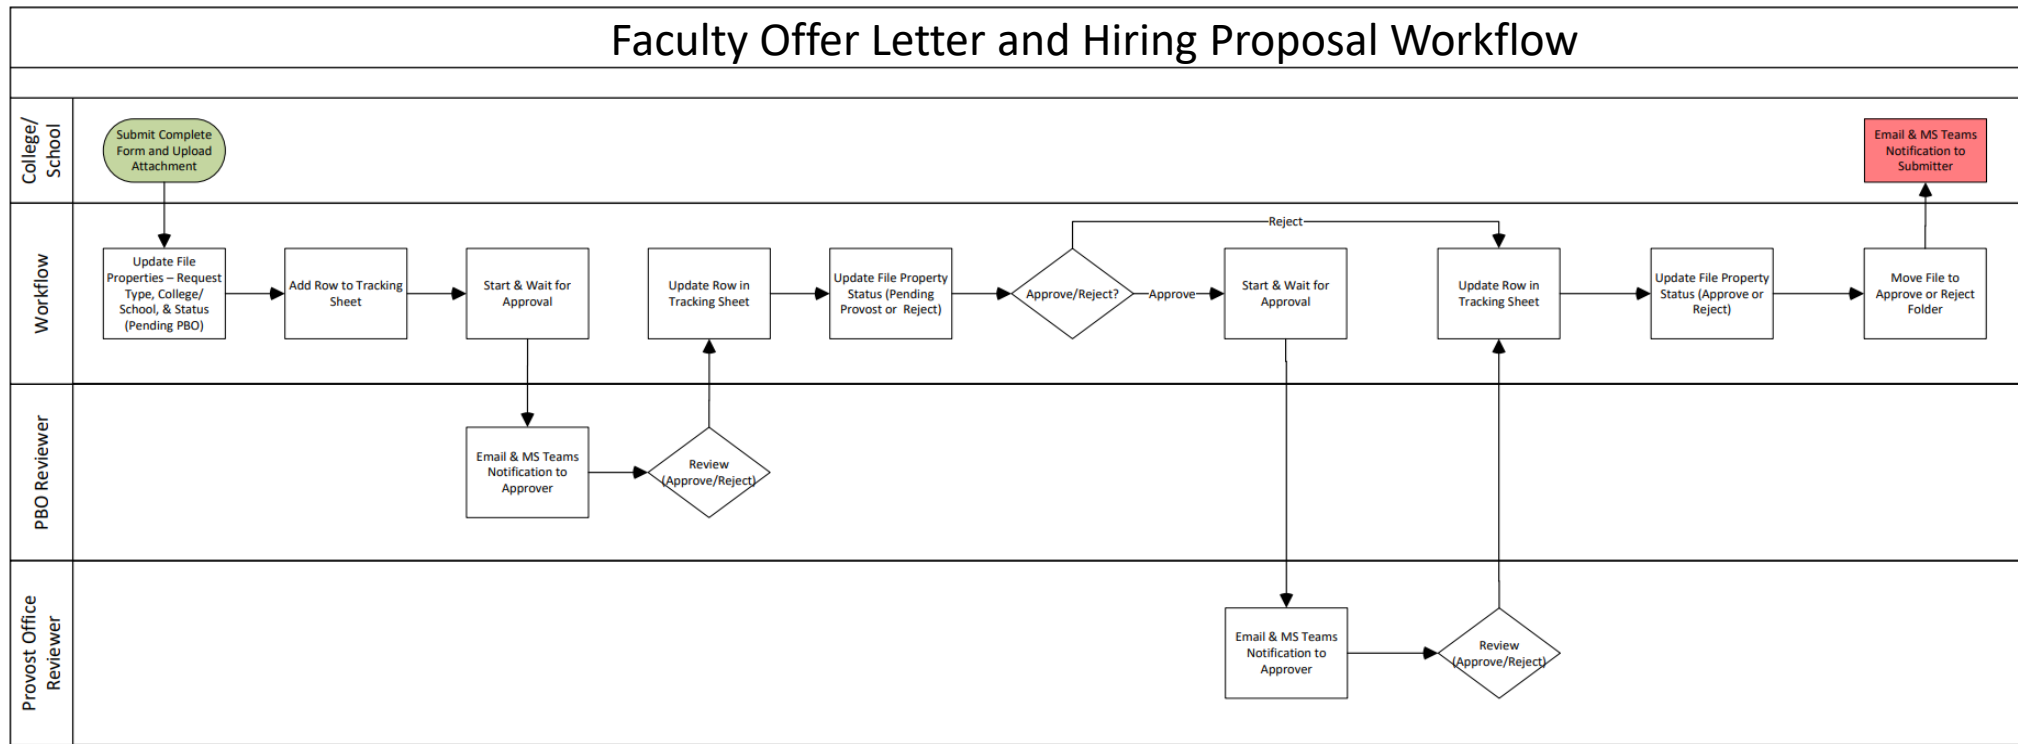 Faculty Offer Letter and Hiring Proposal Workflow
College/
School
Submit Complete
Form and Upload
Attachment
Email & MS Teams
Notification to
Submitter
Workflow
Update File
Properties – Request
Type, College/
School, & Status
(Pending PBO)
Add Row to Tracking
Sheet
Start & Wait for
Approval
Update Row in
Tracking Sheet
Update File Property
Status (Pending
Provost or Reject)
Approve/Reject?
Reject
Approve
Start & Wait for
Approval
Update Row in
Tracking Sheet
Update File Property
Status (Approve or
Reject)
Move File to
Approve or Reject
Folder
PBO Reviewer
Email & MS Teams
Notification to
Approver
Review
(Approve/Reject)
Provost Office
Reviewer
Email & MS Teams
Notification to
Approver
Review
(Approve/Reject)